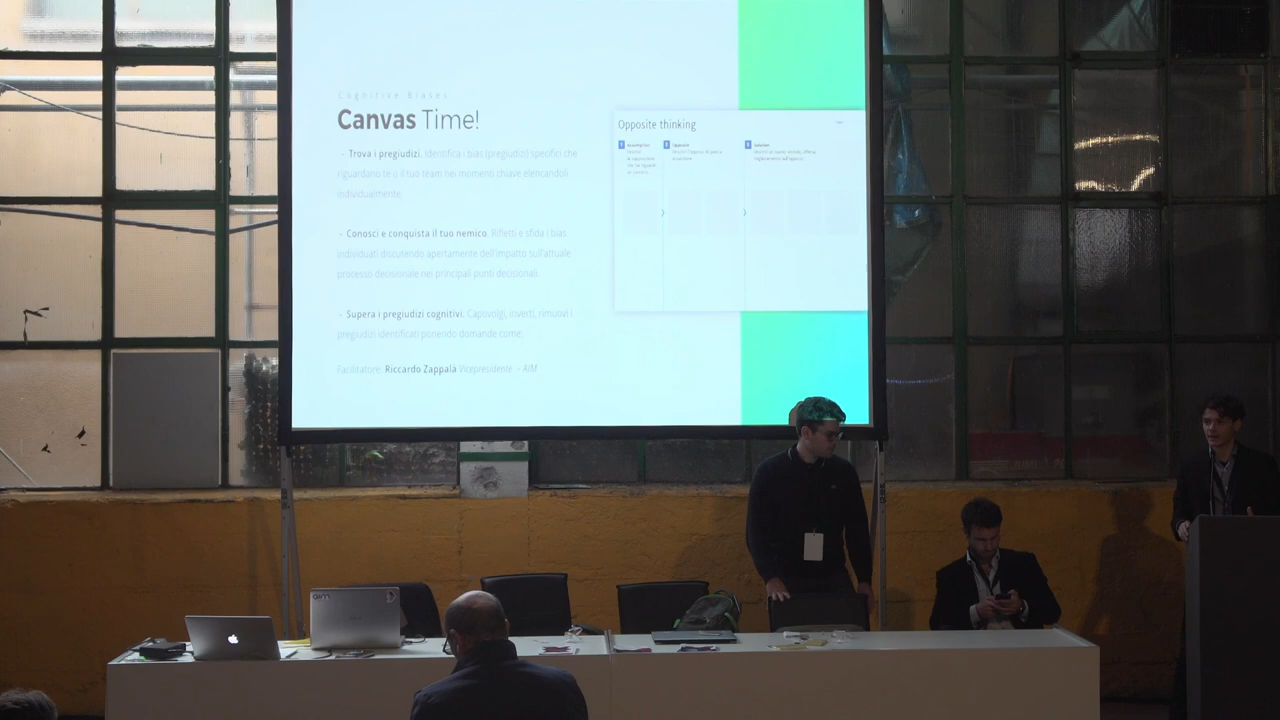 Cognitive Biases
Canvas Time!
- Trova i pregiudizi. Identifica i bias (pregiudizi) specifici che
riguardano te o il tuo team nei momenti chiave elencandoli
individualmente.
- Conosci e conquista il tuo nemico. Rifletti e sfida i bias
individuati discutendo apertamente dell'impatto sull'attuale
processo decisionale nei principali punti decisionali.
- Supera i pregiudizi cognitivi. Capovolgi, inverti, rimuovi i
pregiudizi identificati ponendo domande come:
Facilitatore: Riccardo Zappalà Vicepresidente - AIM
Opposite thinking
Assumption
Opposite
Solution